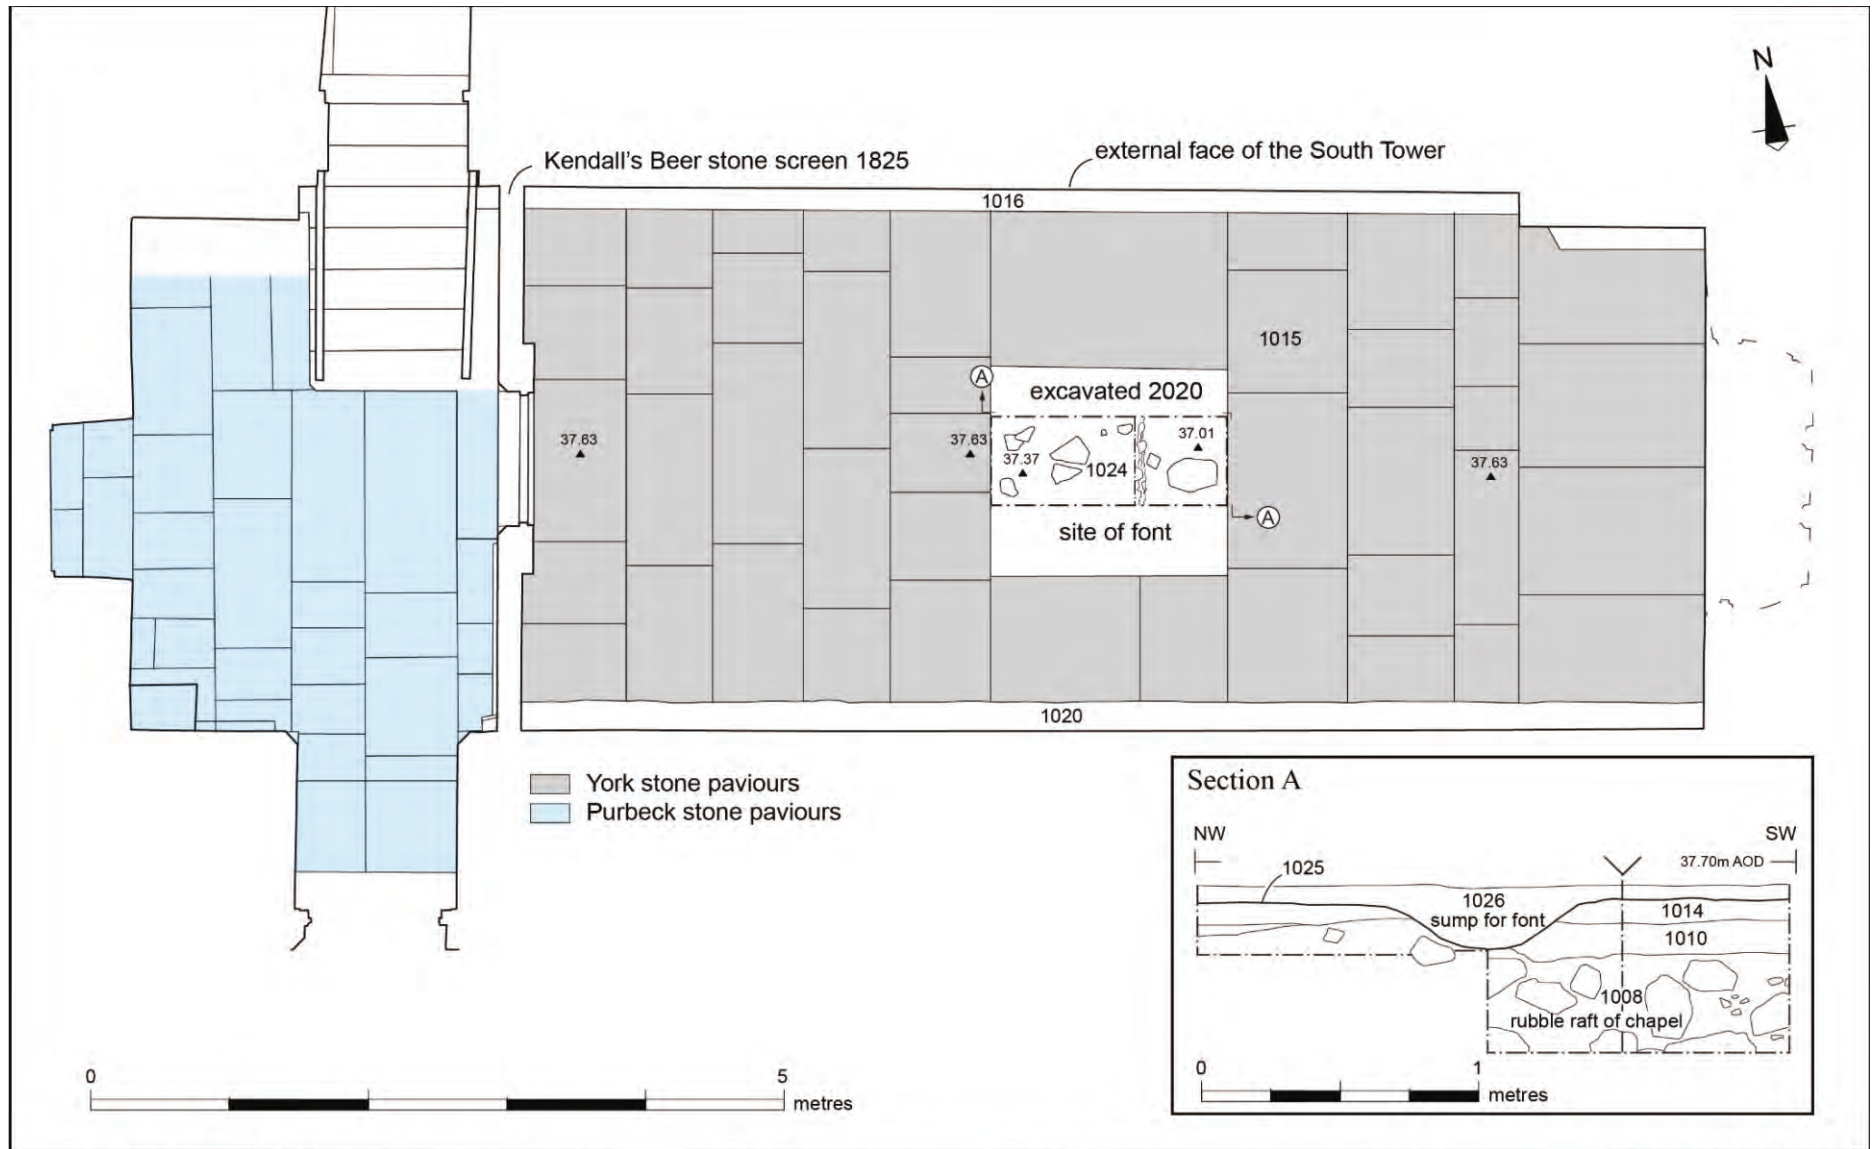 N
Kendall's Beer stone screen 1825
external face of the South Tower
1016
1015
A
excavated 2020
37.63
37.63
37.37
1024
37.01
37.63
A
site of font
1020
York stone paviours
Purbeck stone paviours
Section A
NW
SW
37.70m AOD
1025
1026
sump for font
1014
1010
1008
rubble raft of chapel
0
1
metres
0
5
metres